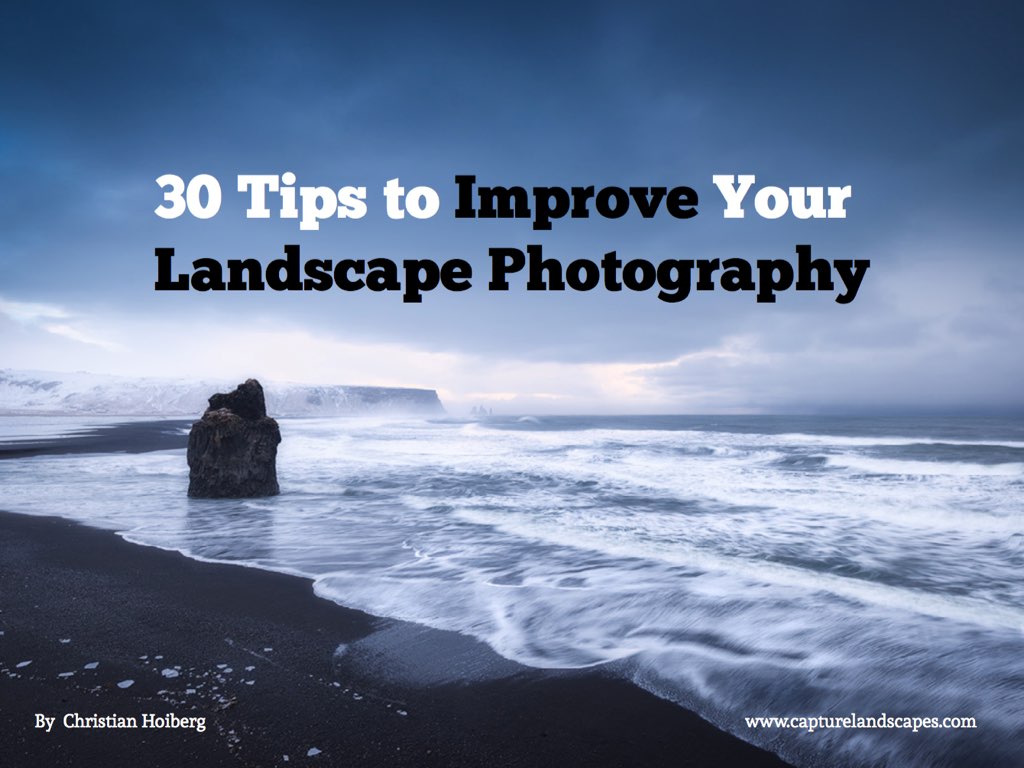 30 Tips to Improve Your
Landscape Photography
By Christian Hoiberg
www.capturelandscapes.com